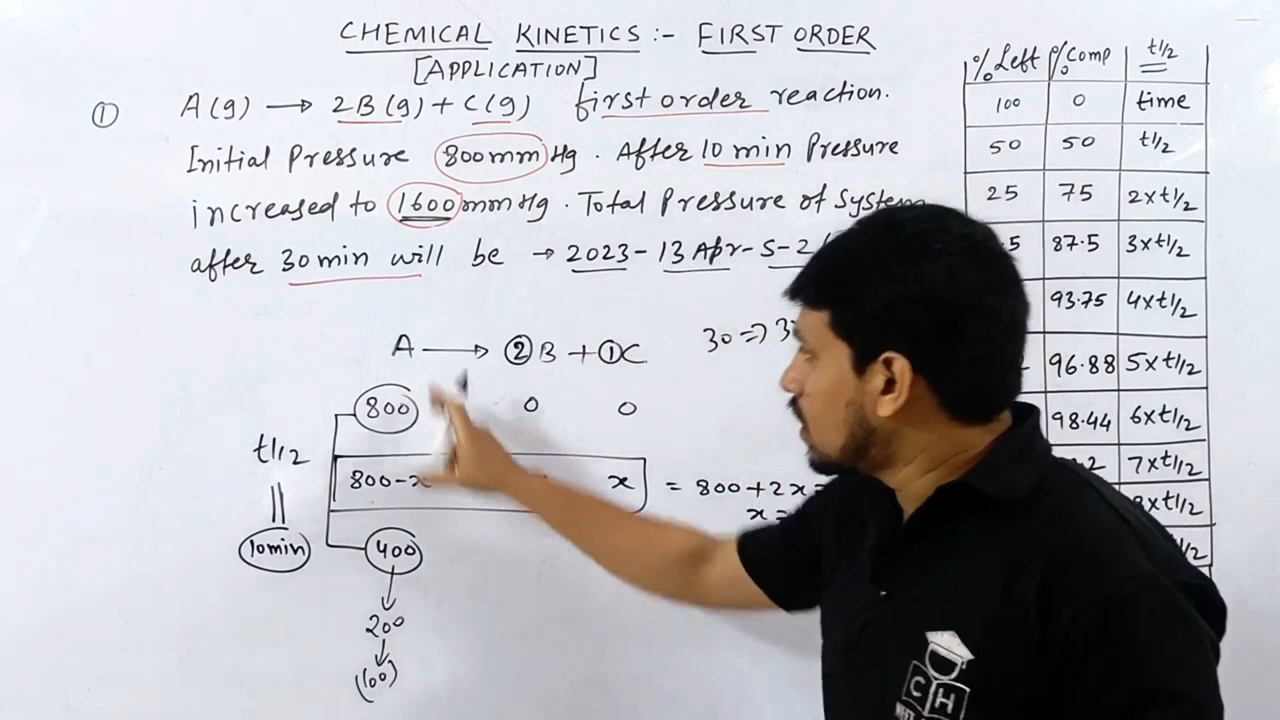 CHEMICAL KINETICS :- FIRST ORDER
[APPLICATION]
① A(g) → 2B(g) + C(g) first order reaction.
Initial Pressure 800mm Hg. After 10 min Pressure
increased to 1600 mm Hg. Total Pressure of System
after 30 min will be → 2023 - 13 Apr - S-2
A → ②B + ①C
30 ⇒ 3
800 0 0
t1/2
800-x x = 800+2x =
x =
||
10min 400
↓
200
↓
100
% Left % Comp t1/2
100 0 time
50 50 t1/2
25 75 2×t1/2
.5 87.5 3×t1/2
93.75 4×t1/2
96.88 5×t1/2
98.44 6×t1/2
.2 7×t1/2
×t1/2
t1/2
CH